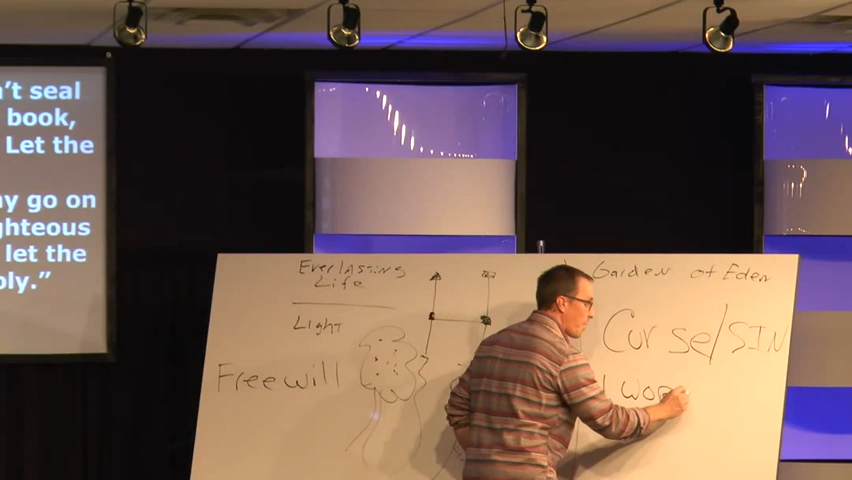 't seal
book,
Let the
ay go on
ghteous
let the
oly.”
Everlasting
Life
Light
Freewill
Garden of Eden
Curse/SIN